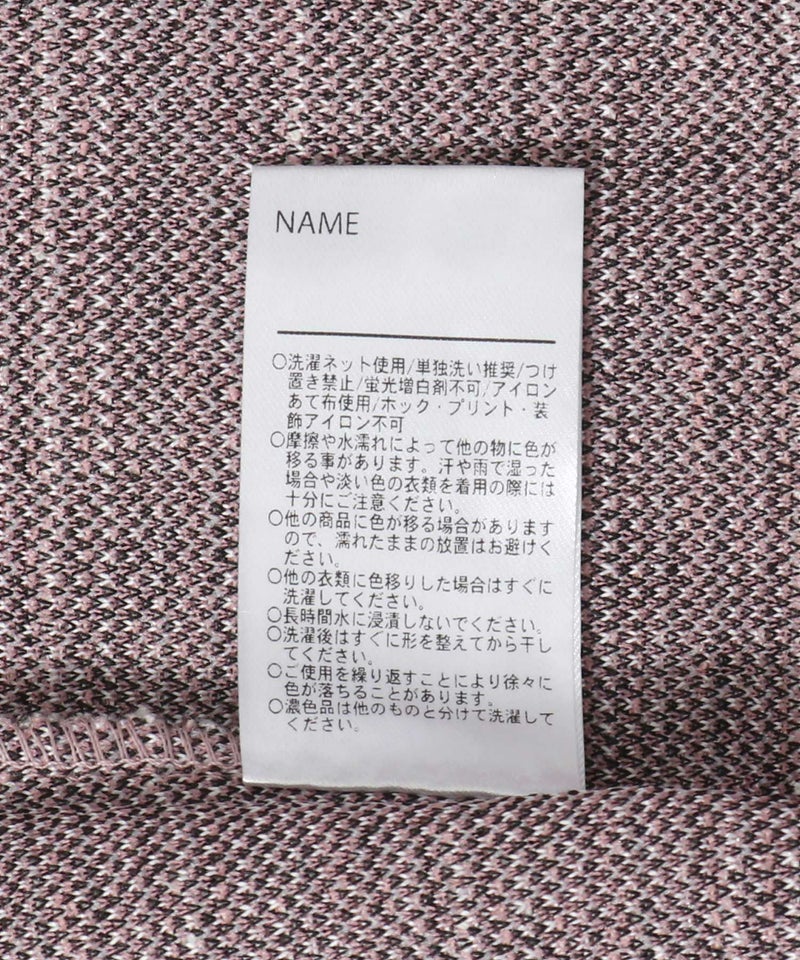 NAME
○洗濯ネット使用/単独洗い推奨/つけ
置き禁止/蛍光増白剤不可/アイロン
あて布使用/ホック・プリント・装
飾アイロン不可
○摩擦や水濡れによって他の物に色が
移る事があります。汗や雨で湿った
場合や淡い色の衣類を着用の際には
十分にご注意ください。
○他の商品に色が移る場合があります
ので、濡れたままの放置はお避けく
ださい。
○他の衣類に色移りした場合はすぐに
洗濯してください。
○長時間水に浸漬しないでください。
○洗濯後はすぐに形を整えてから干し
てください。
○ご使用を繰り返すことにより徐々に
色が落ちることがあります。
○濃色品は他のものと分けて洗濯して
ください。